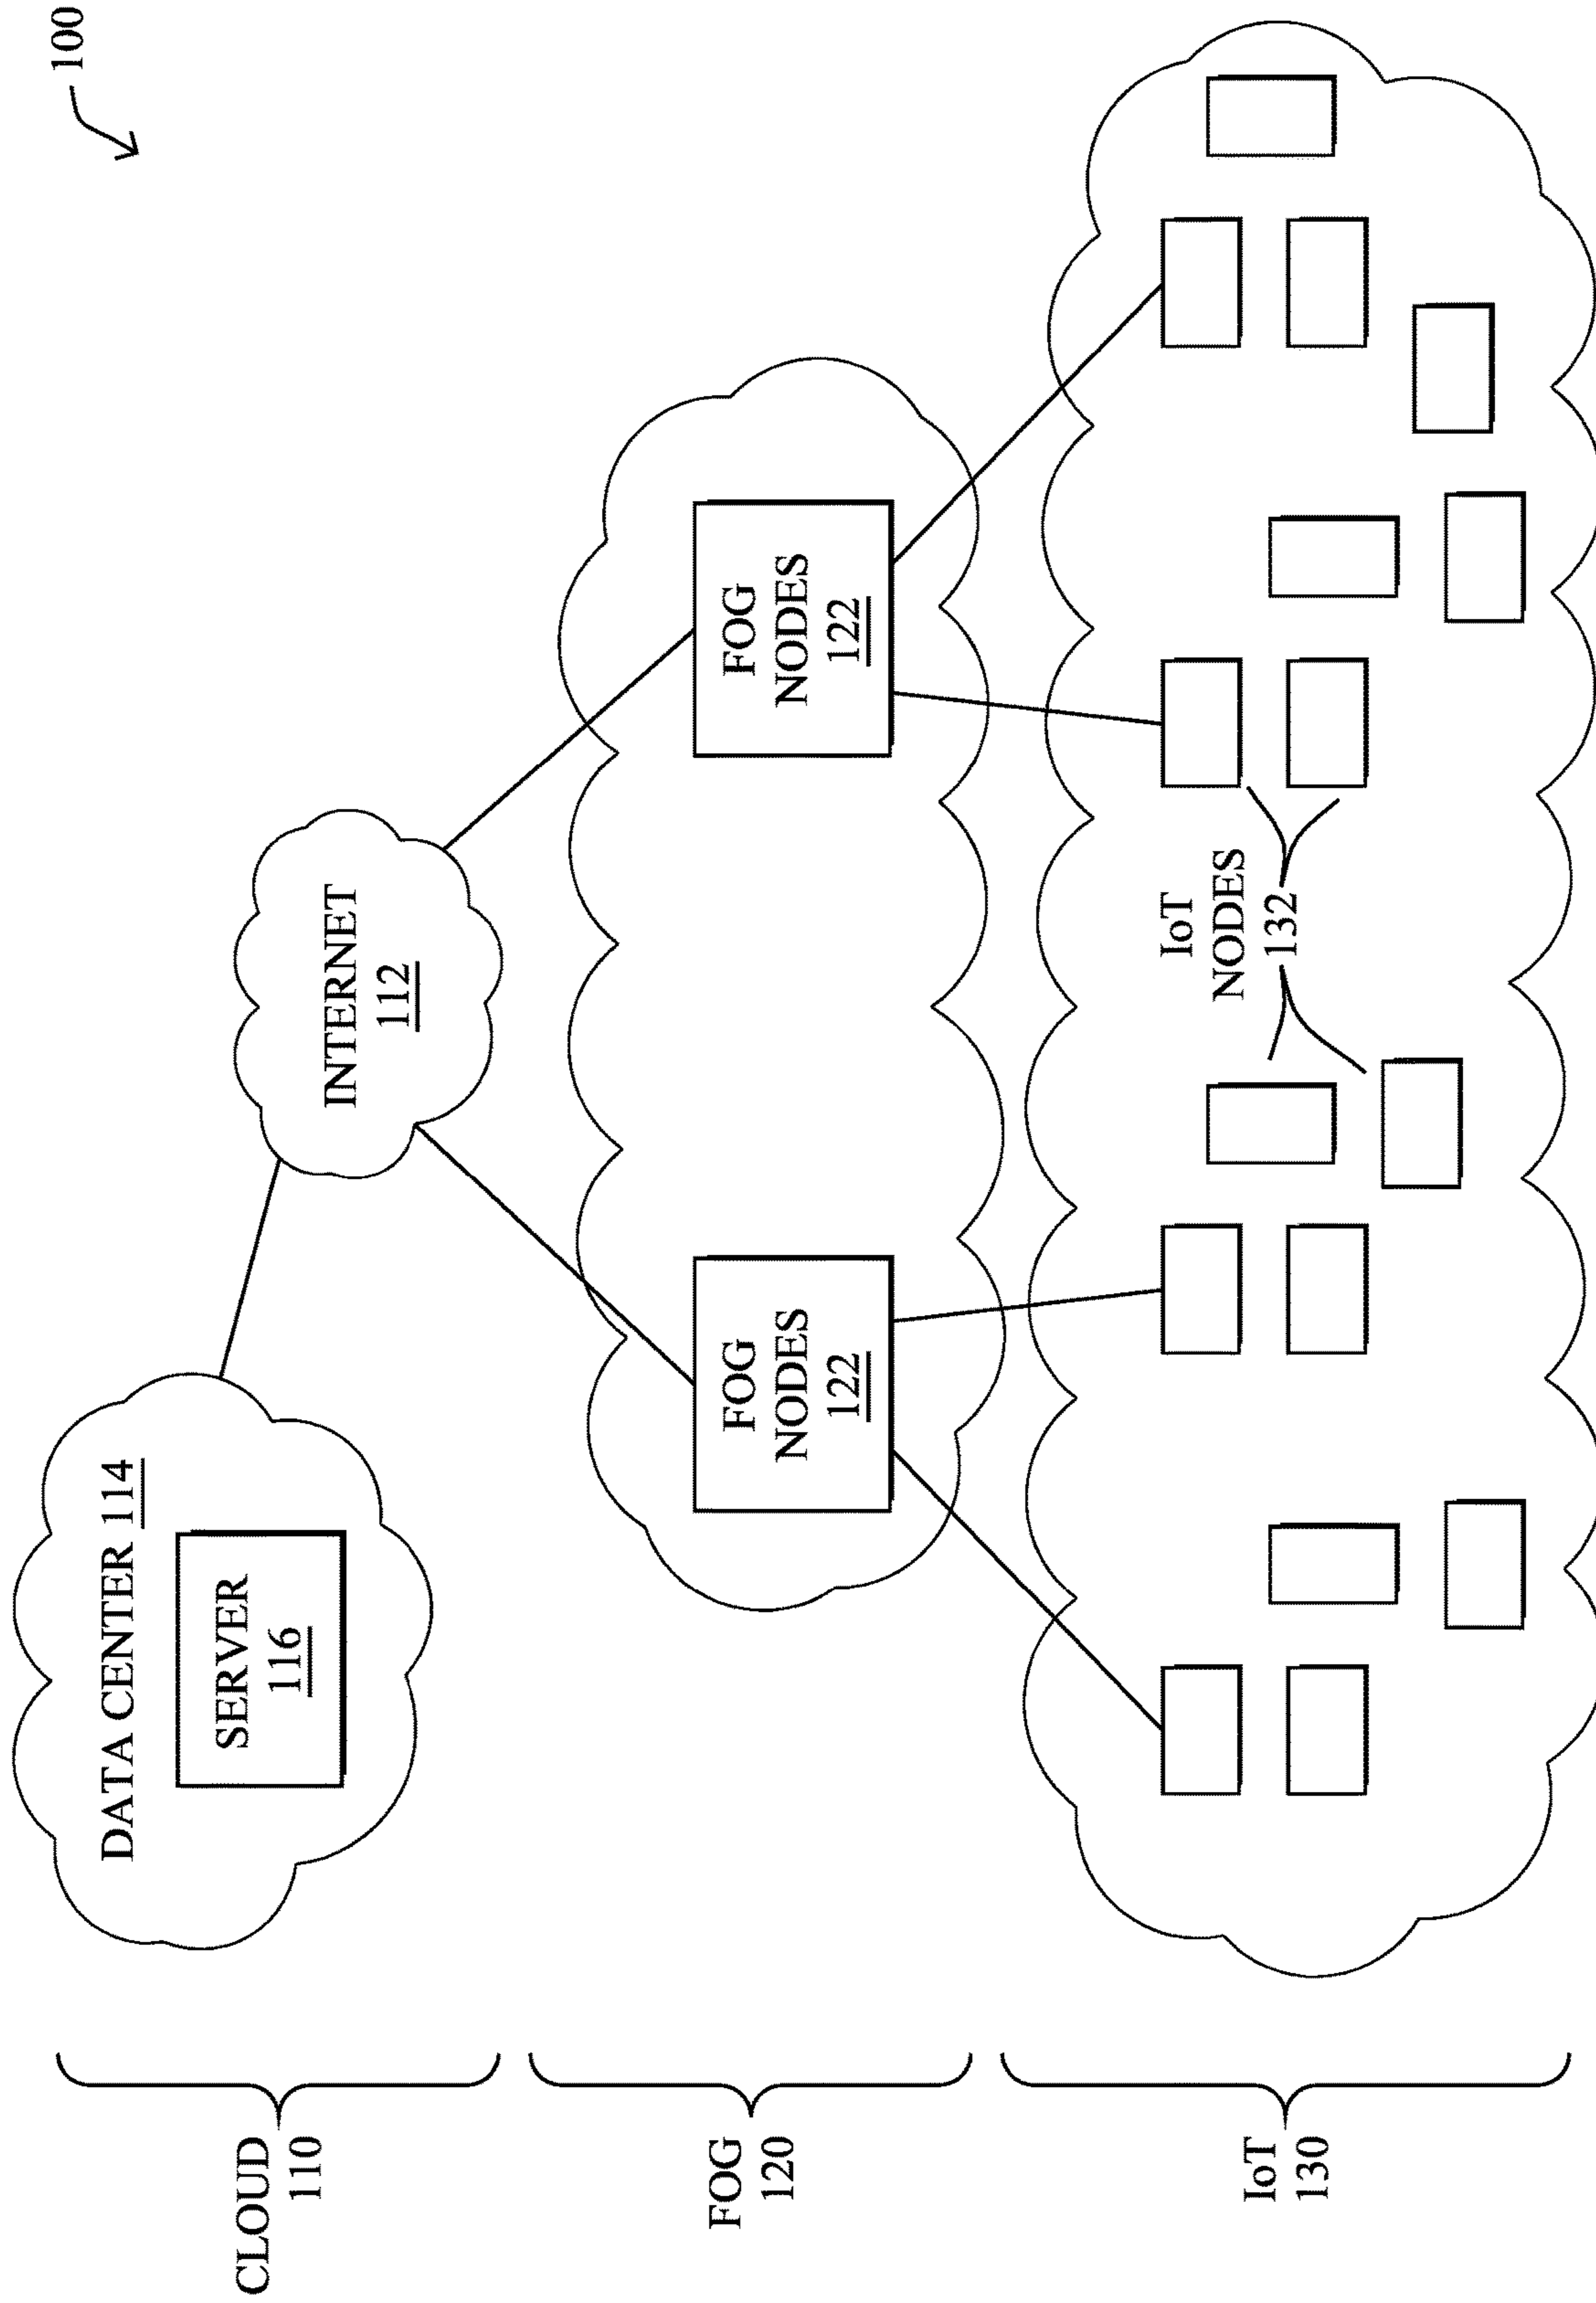 100
DATA CENTER 114
SERVER
116
INTERNET
112
CLOUD
110
FOG
NODES
122
FOG
NODES
122
FOG
120
IoT
NODES
132
IoT
130